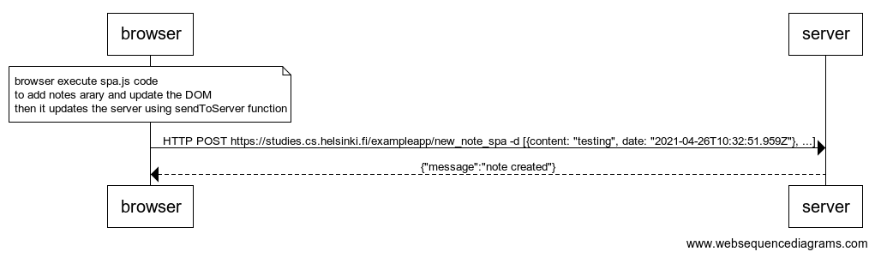 browser
server
browser execute spa.js code
to add notes arary and update the DOM
then it updates the server using sendToServer function
HTTP POST https://studies.cs.helsinki.fi/exampleapp/new_note_spa -d [{content: "testing", date: "2021-04-26T10:32:51.959Z"}, ...]
{"message":"note created"}
browser
server
www.websequencediagrams.com